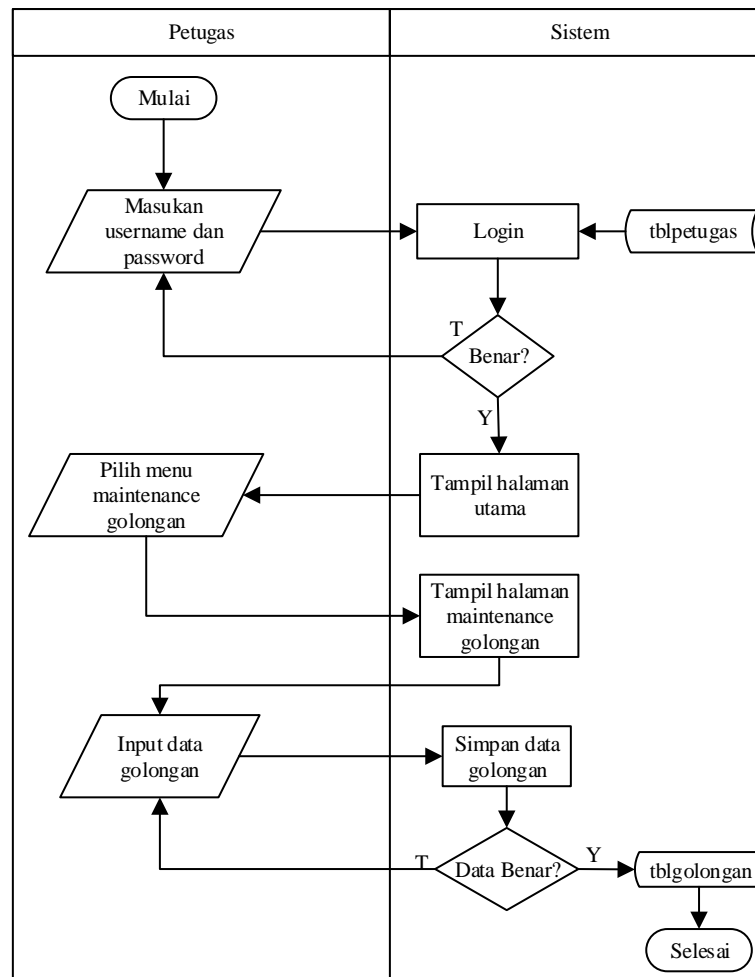 Petugas
Sistem
Mulai
Masukan
username dan
password
Login
tblpetugas
T
Benar?
Y
Pilih menu
maintenance
golongan
Tampil halaman
utama
Tampil halaman
maintenance
golongan
Input data
golongan
Simpan data
golongan
T
Data Benar?
Y
tblgolongan
Selesai